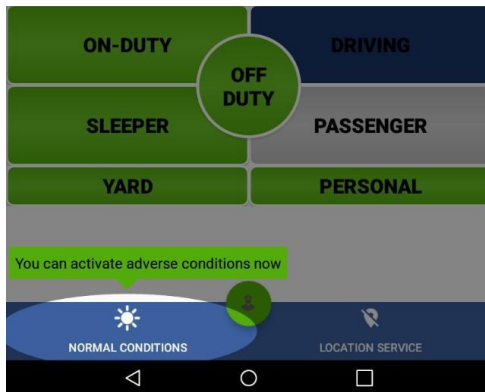 ON-DUTY
DRIVING
OFF
DUTY
SLEEPER
PASSENGER
YARD
PERSONAL
You can activate adverse conditions now
NORMAL CONDITIONS
LOCATION SERVICE